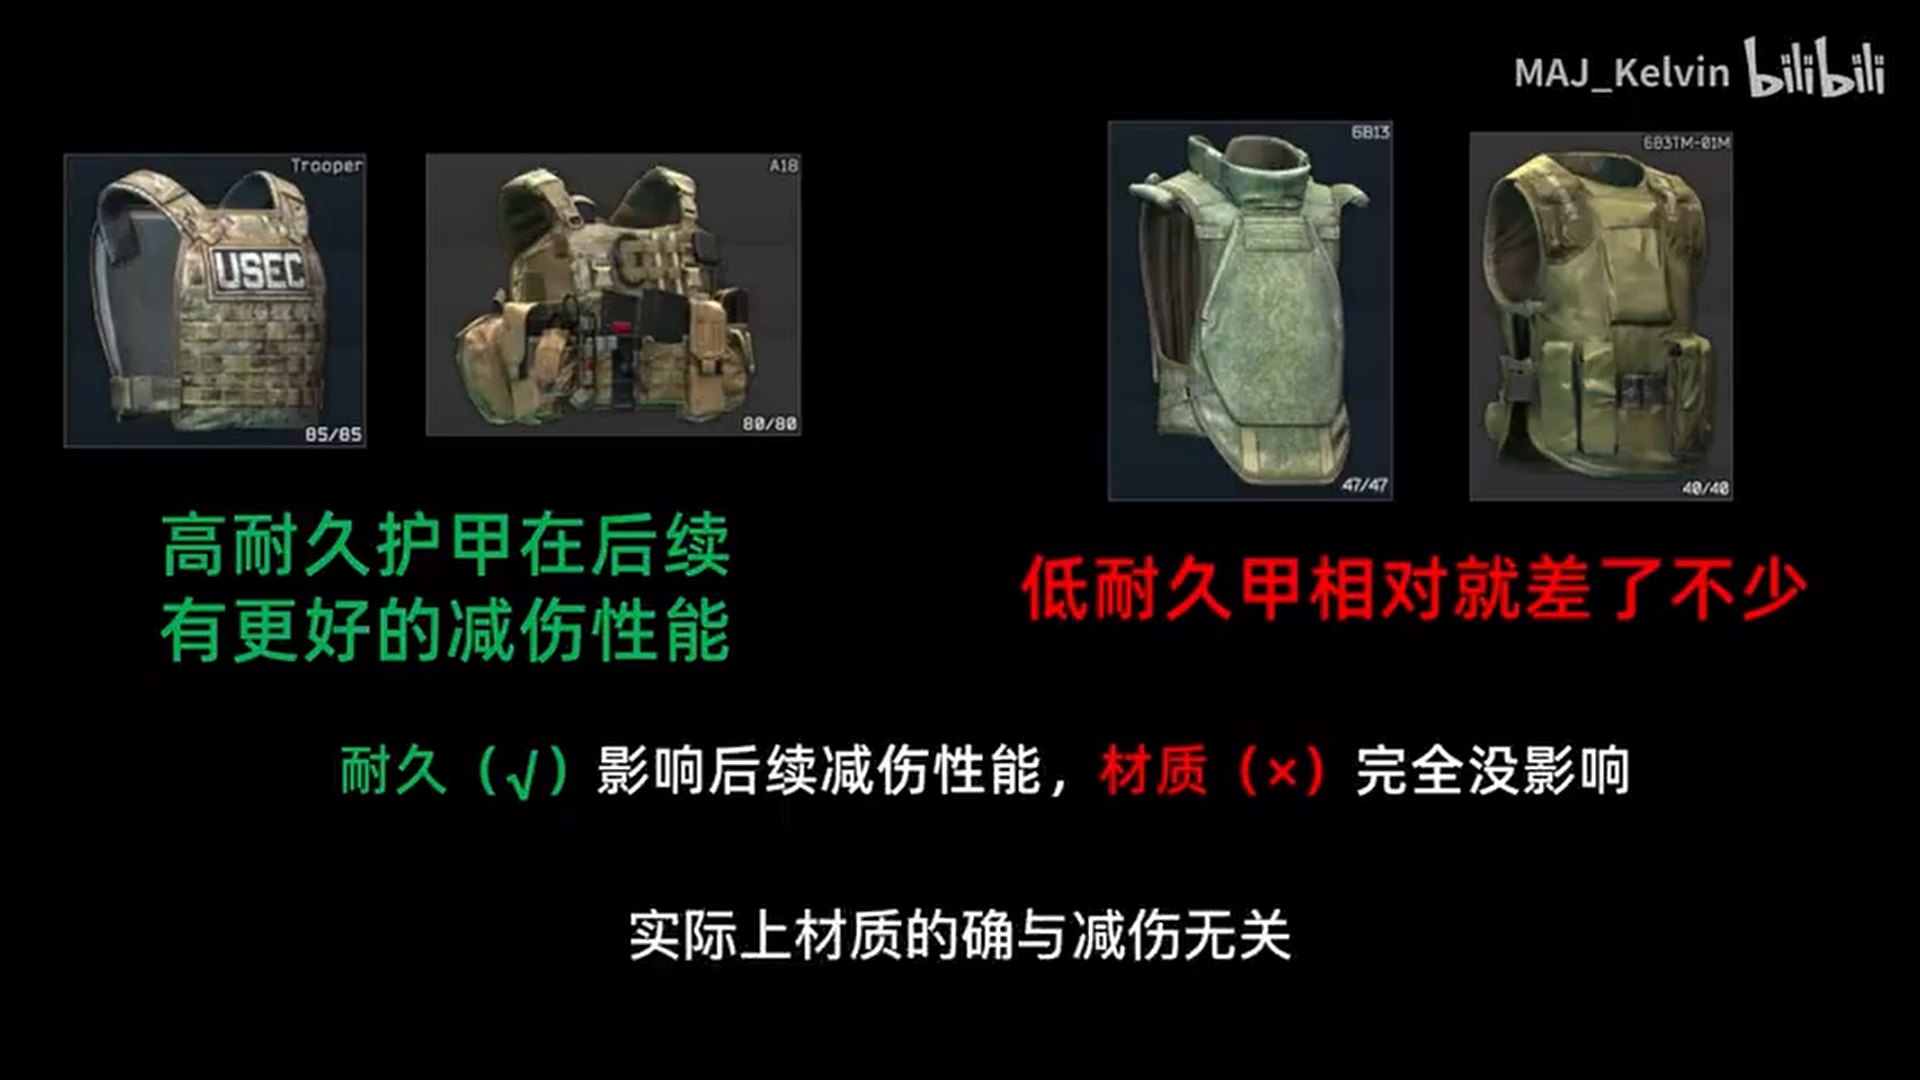 MAJ_Kelvin bilibili
Trooper
USEC
85/85
A18
80/80
6B13
47/47
6B3TM-01M
40/40
高耐久护甲在后续
有更好的减伤性能
低耐久甲相对就差了不少
耐久（√）影响后续减伤性能，材质（×）完全没影响
实际上材质的确与减伤无关